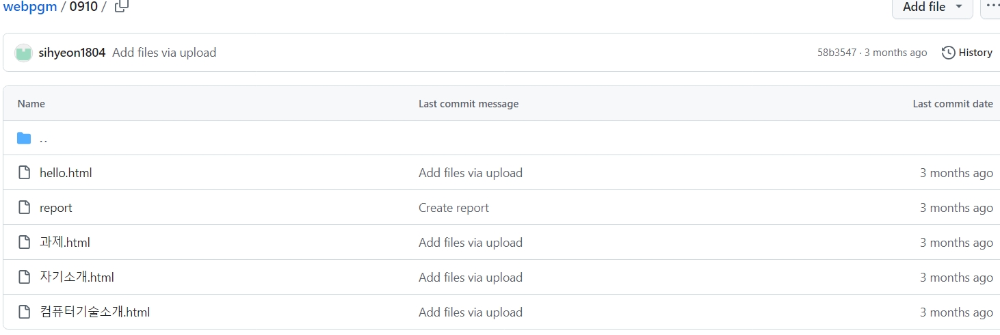 webpgm / 0910 /
Add file
sihyeon1804 Add files via upload
58b3547 · 3 months ago
History
Name Last commit message Last commit date
..
hello.html Add files via upload 3 months ago
report Create report 3 months ago
과제.html Add files via upload 3 months ago
자기소개.html Add files via upload 3 months ago
컴퓨터기술소개.html Add files via upload 3 months ago